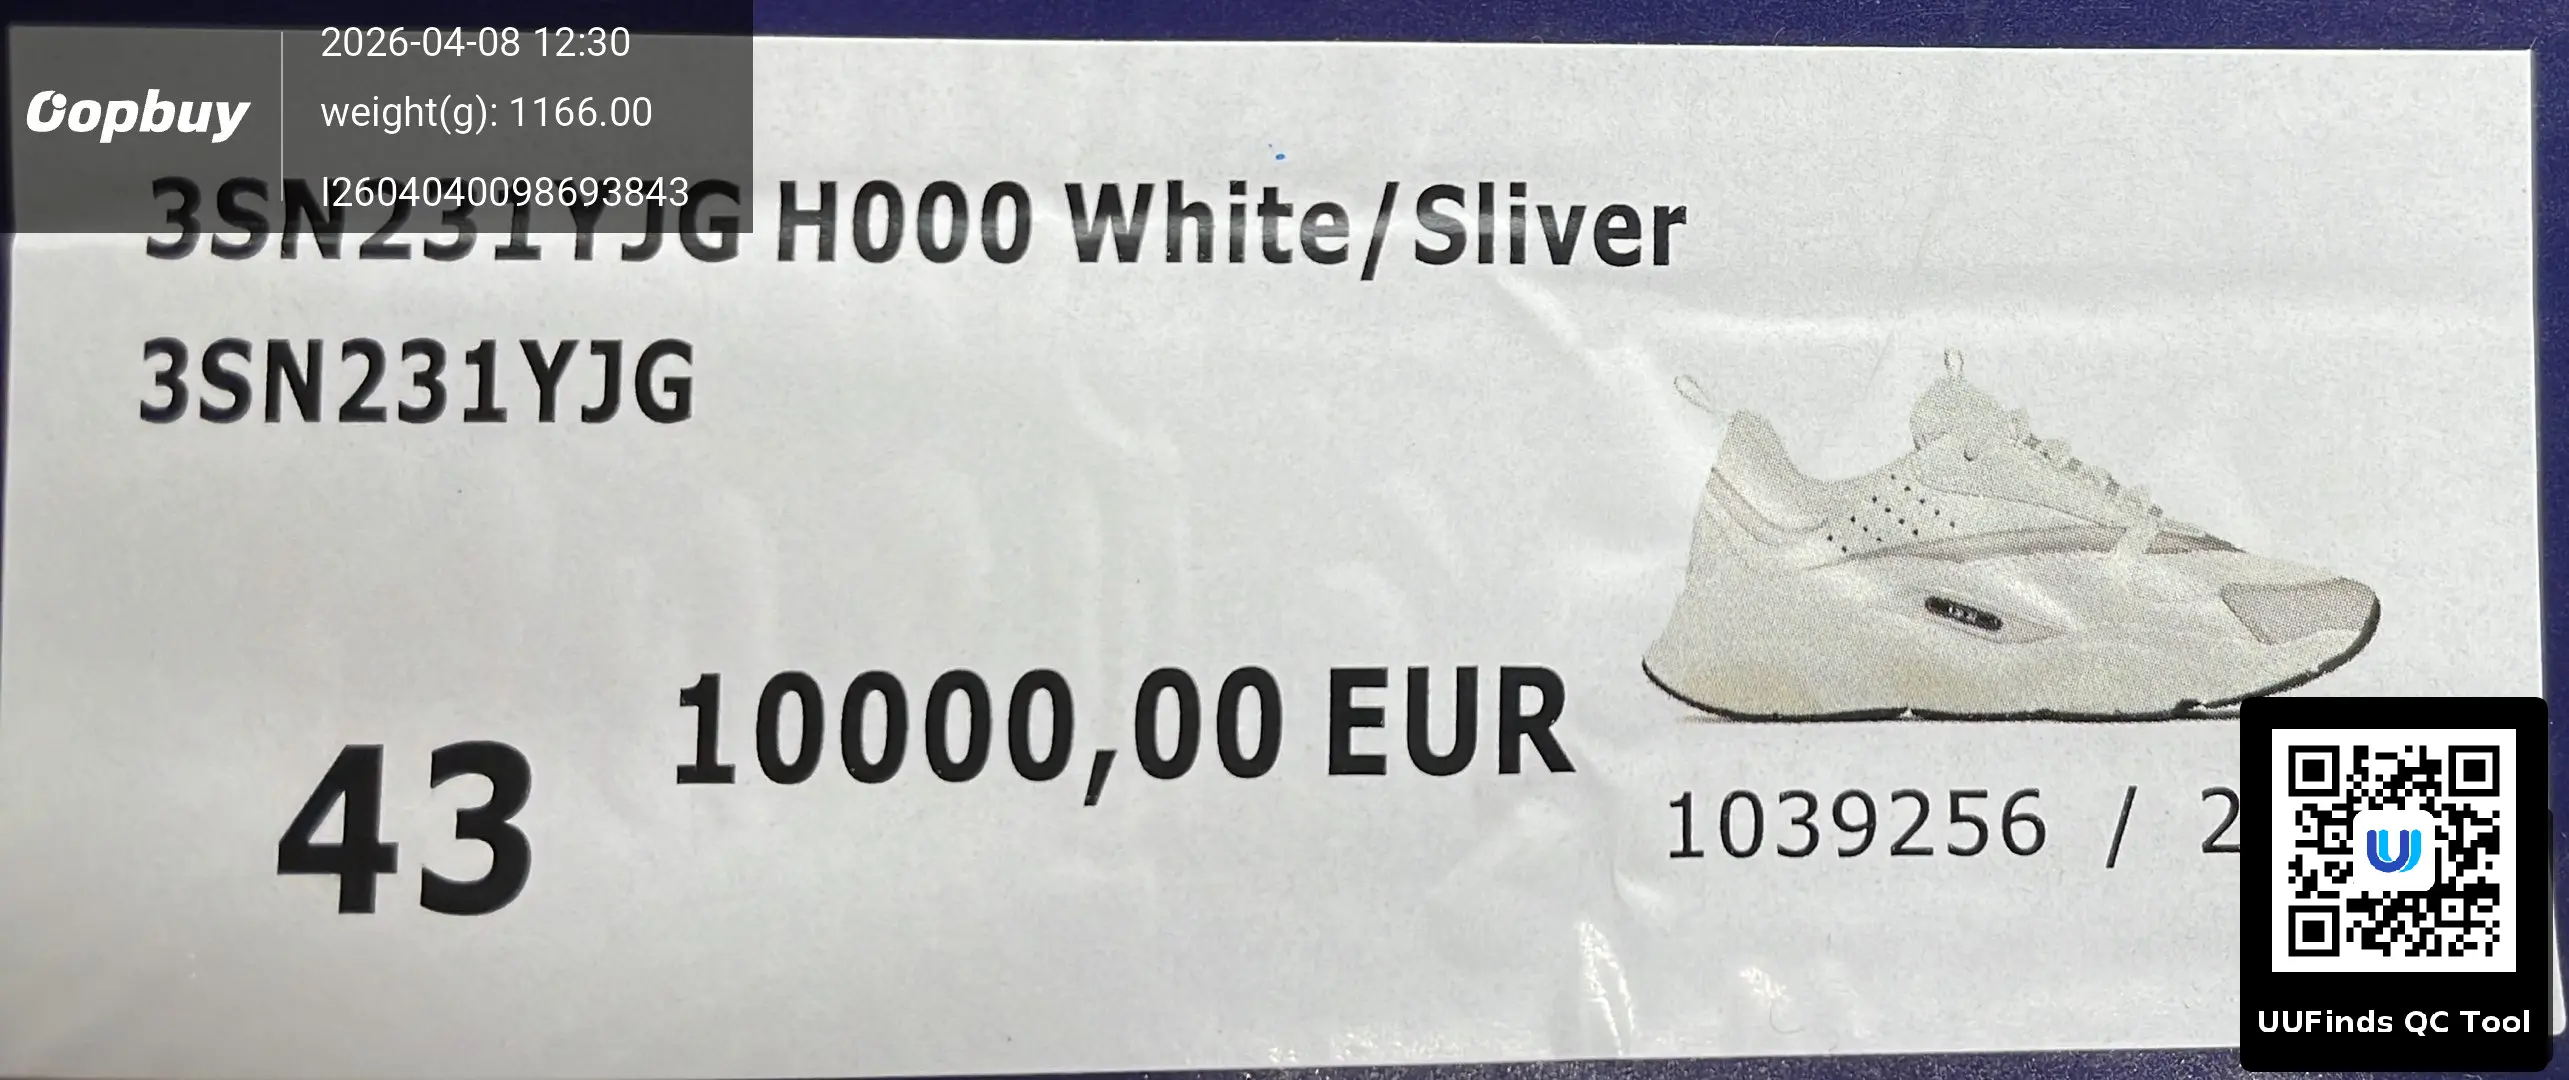 2026-04-08 12:30
Oopbuy
weight(g): 1166.00
I2604040098693843
3SN231YJG H000 White/Sliver
3SN231YJG
10000,00 EUR
43
1039256 / 2
UUFinds QC Tool